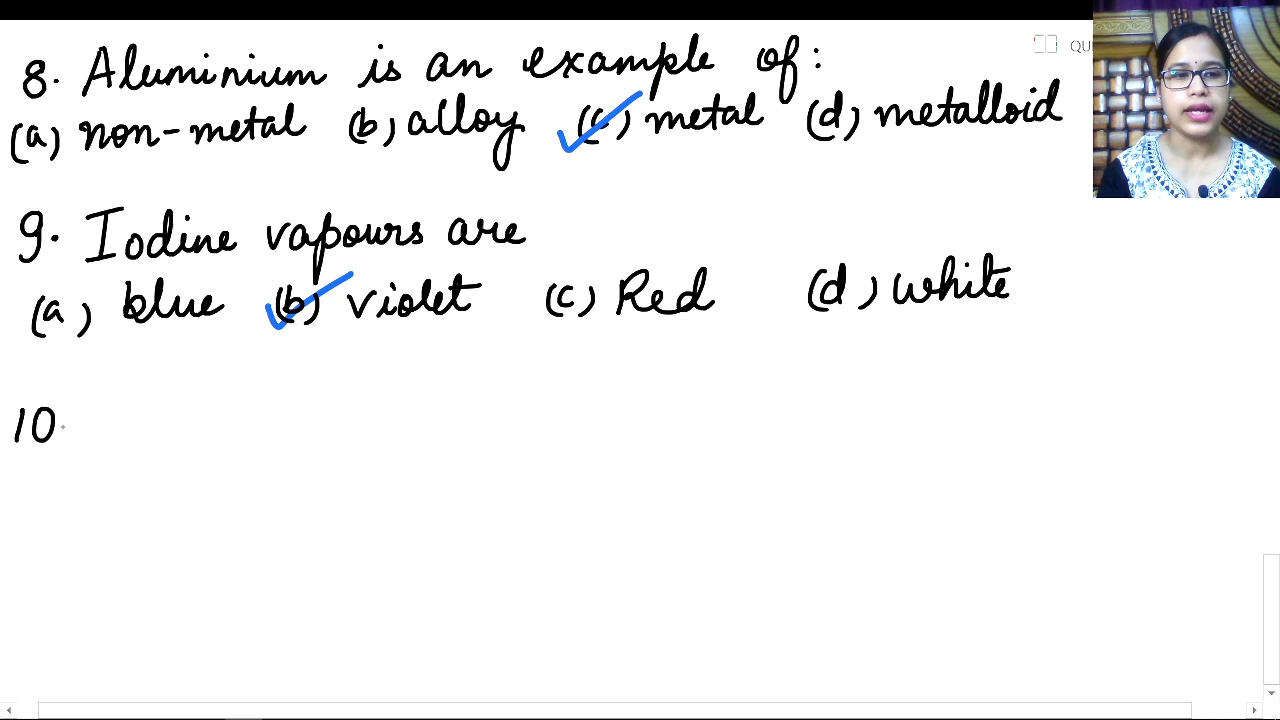 8. Aluminium is an example of:
(a) non-metal (b) alloy (c) metal (d) metalloid
9. Iodine vapours are
(a) blue (b) violet (c) Red (d) white
10.